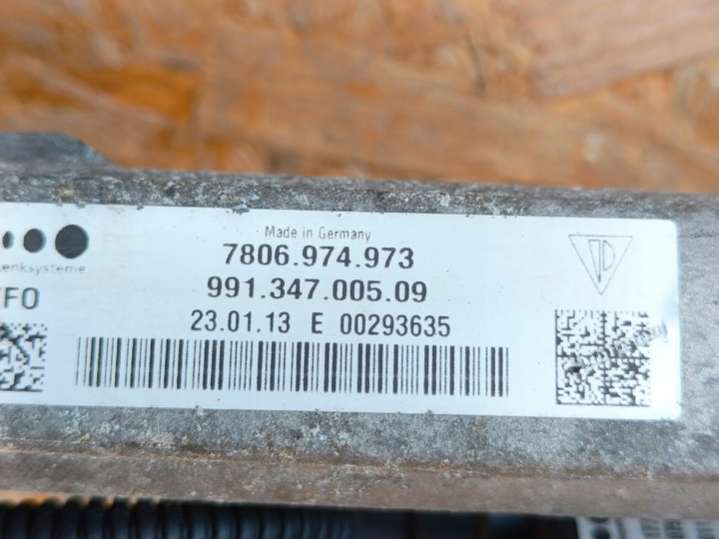 Made in Germany
7806.974.973
enksysteme
991.347.005.09
FO
23.01.13 E 00293635